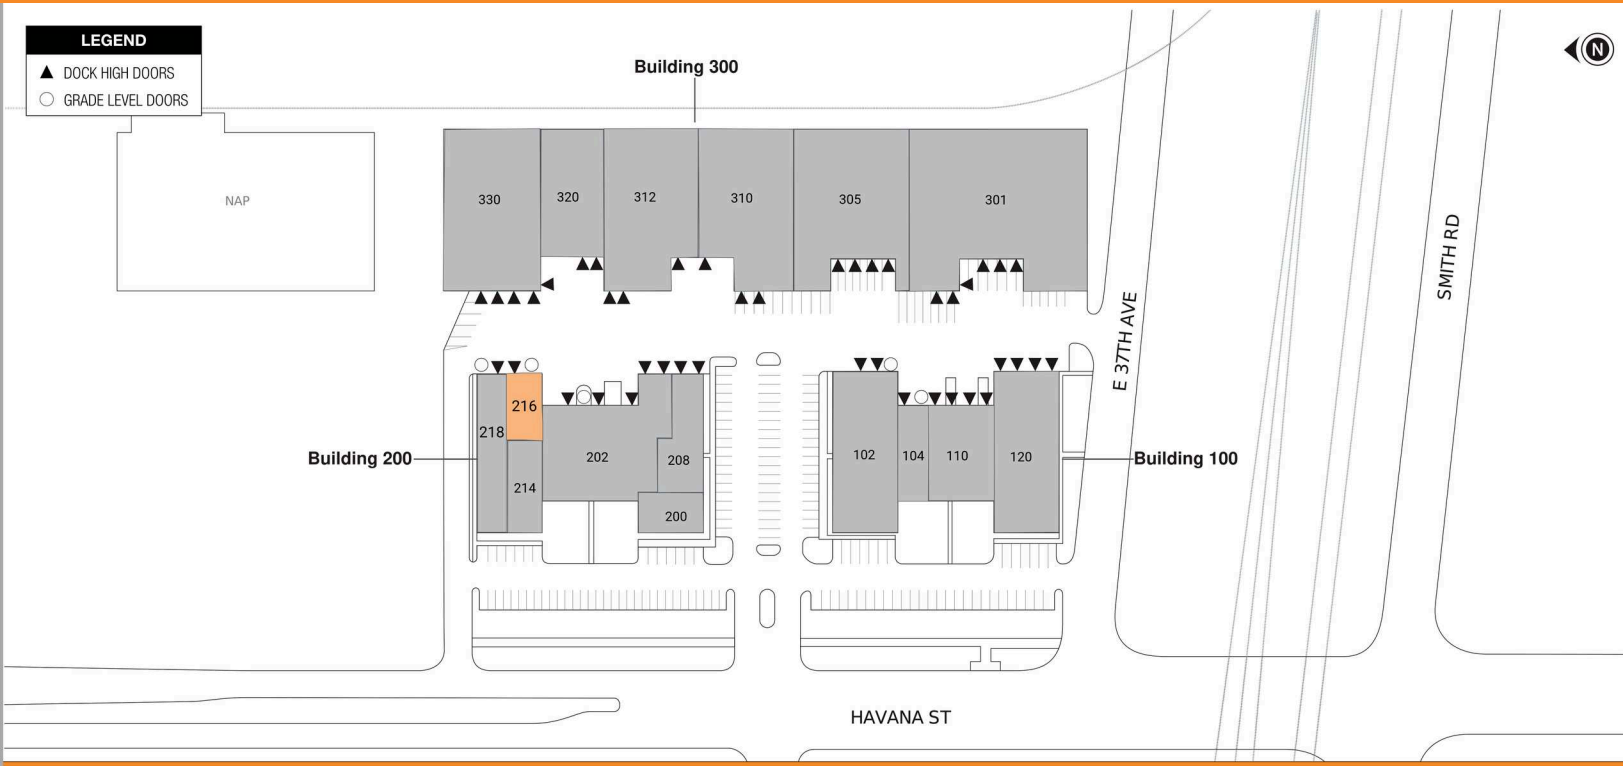 LEGEND
DOCK HIGH DOORS
GRADE LEVEL DOORS
N
Building 300
NAP
330
320
312
310
305
301
E 37TH AVE
SMITH RD
216
218
214
202
208
200
Building 200
102
104
110
120
Building 100
HAVANA ST